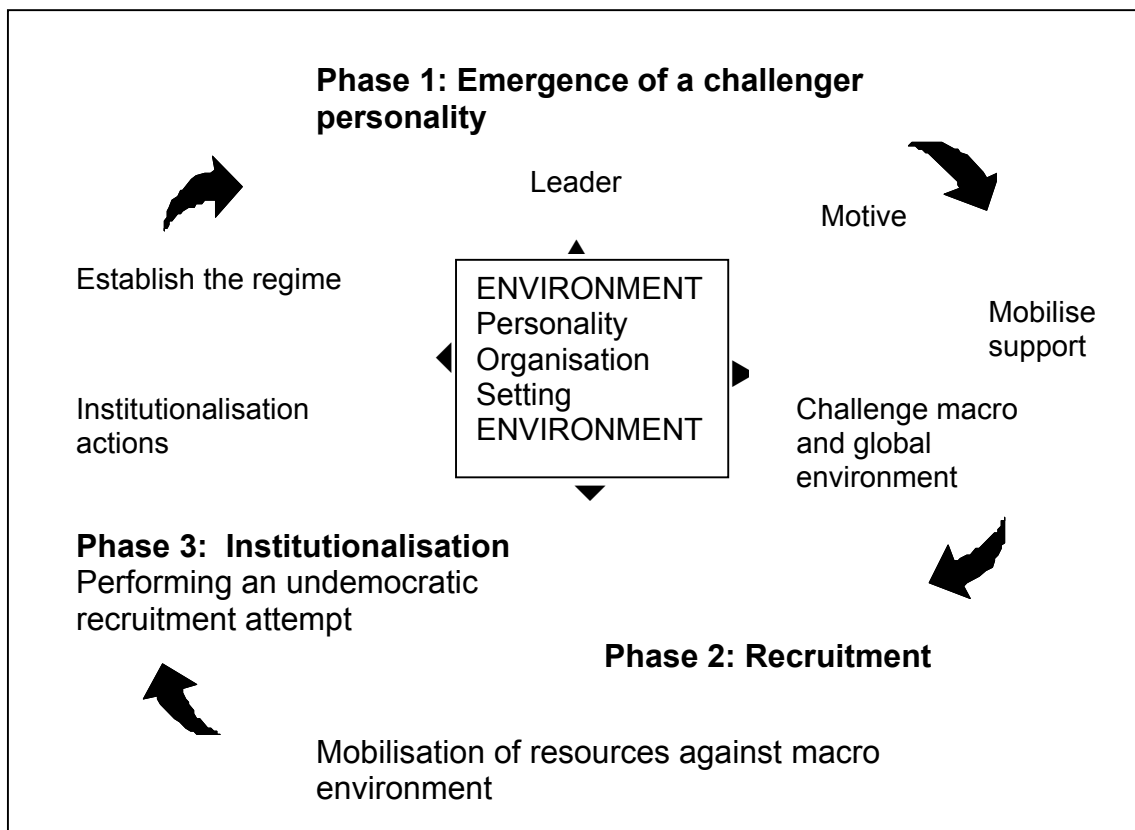 Phase 1: Emergence of a challenger
personality
Leader
Motive
Mobilise
support
Challenge macro
and global
environment
ENVIRONMENT
Personality
Organisation
Setting
ENVIRONMENT
Phase 2: Recruitment
Mobilisation of resources against macro
environment
Phase 3:  Institutionalisation
Performing an undemocratic
recruitment attempt
Institutionalisation
actions
Establish the regime